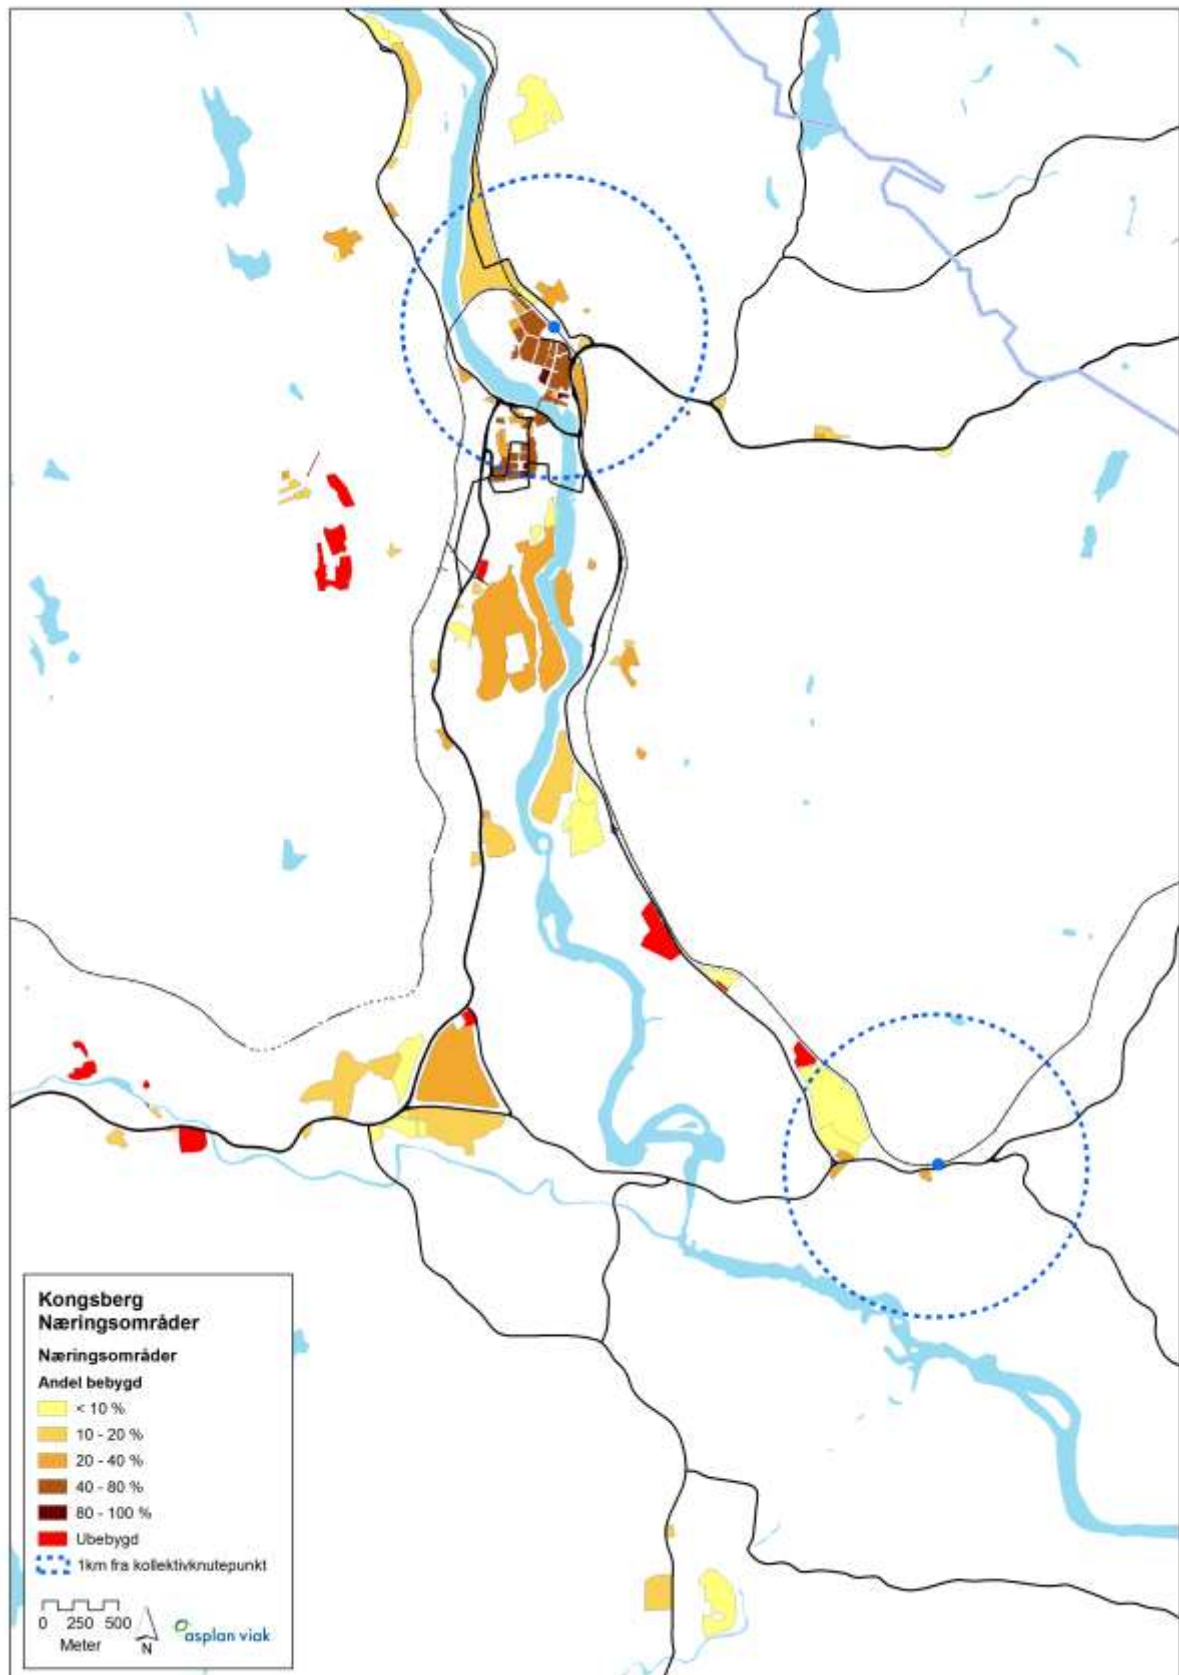 Kongsberg
Næringsområder
Næringsområder
Andel bebygd
< 10 %
10 - 20 %
20 - 40 %
40 - 80 %
80 - 100 %
Ubebygd
1km fra kollektivknutepunkt
0 250 500
Meter
N
asplan viak